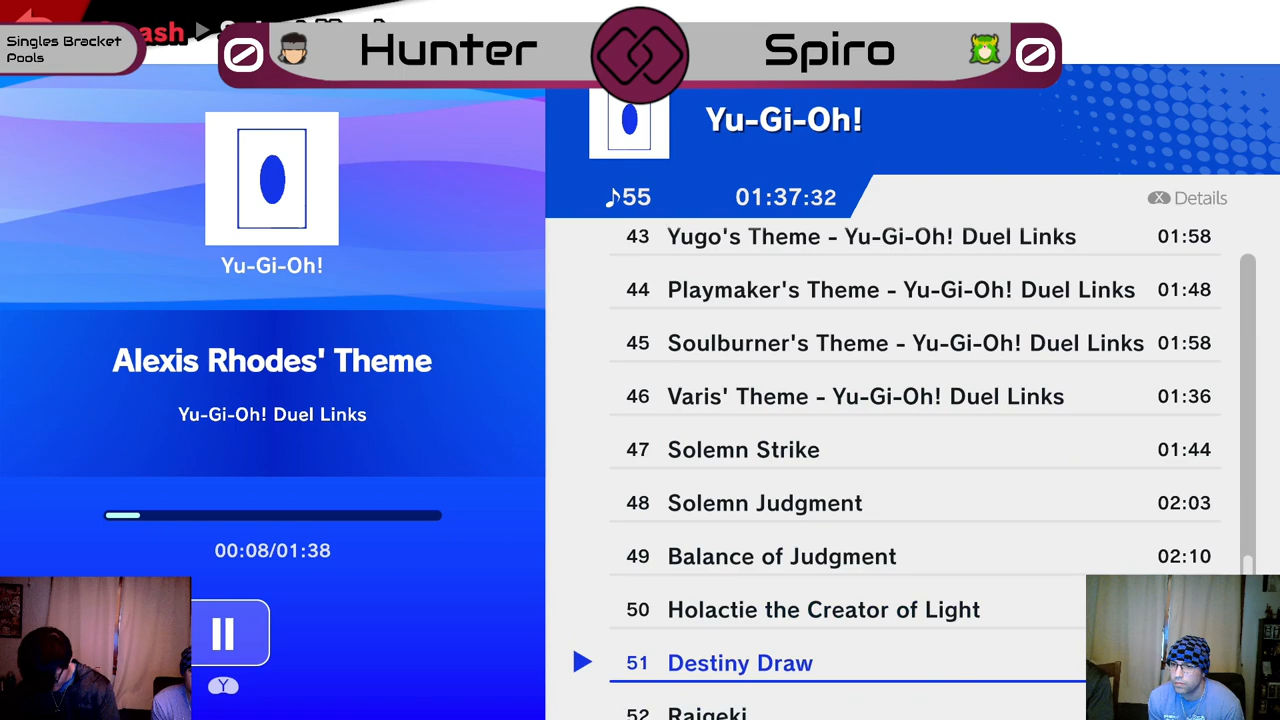 Singles Bracket
Pools
ash
Hunter
Spiro
Yu-Gi-Oh!
Alexis Rhodes' Theme
Yu-Gi-Oh! Duel Links
00:08/01:38
Y
Yu-Gi-Oh!
♪55 01:37:32
X Details
43 Yugo's Theme - Yu-Gi-Oh! Duel Links 01:58
44 Playmaker's Theme - Yu-Gi-Oh! Duel Links 01:48
45 Soulburner's Theme - Yu-Gi-Oh! Duel Links 01:58
46 Varis' Theme - Yu-Gi-Oh! Duel Links 01:36
47 Solemn Strike 01:44
48 Solemn Judgment 02:03
49 Balance of Judgment 02:10
50 Holactie the Creator of Light
51 Destiny Draw
52 Raigeki